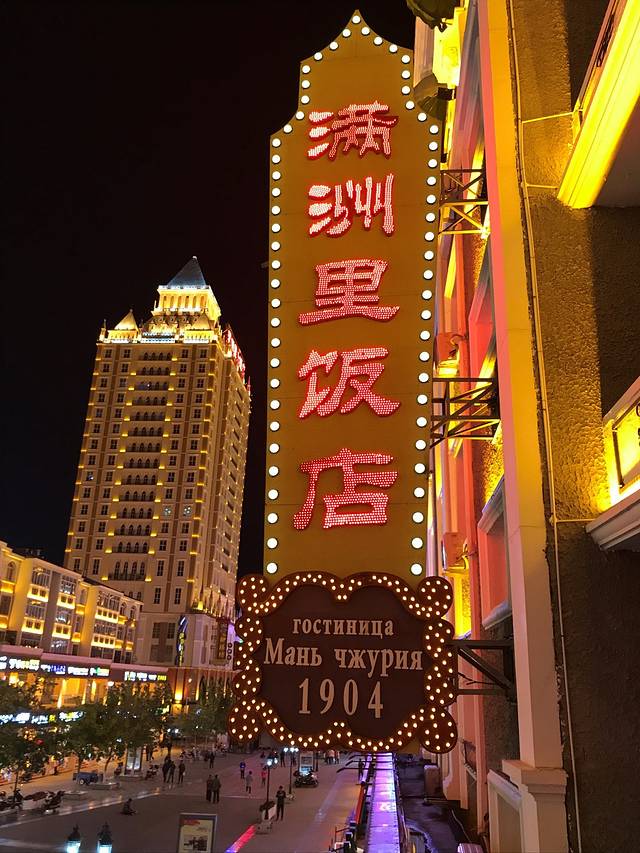 满洲里饭店
гостиница
Мань чжурия
1904